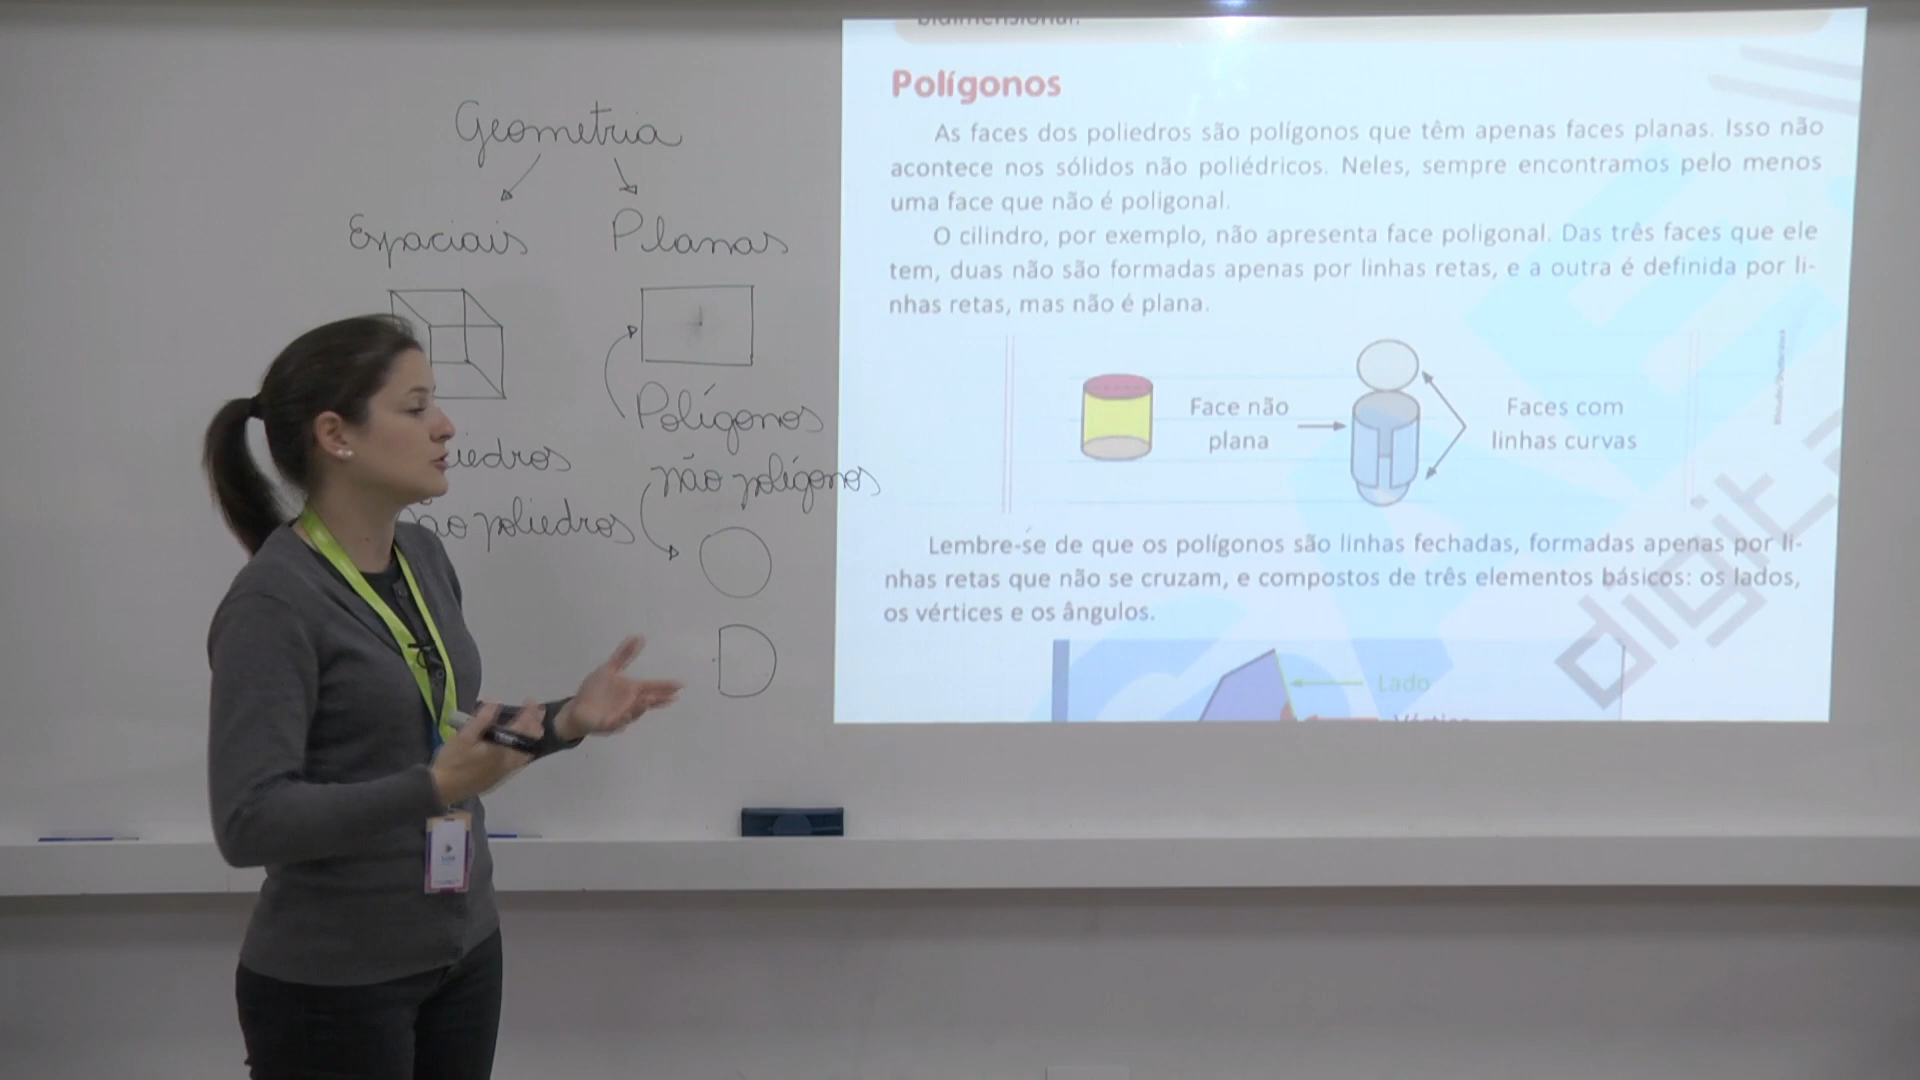 Geometria
Espaciais
Planas
Polígonos
não polígonos
não poliedros
Polígonos
As faces dos poliedros são polígonos que têm apenas faces planas. Isso não
acontece nos sólidos não poliédricos. Neles, sempre encontramos pelo menos
uma face que não é poligonal.
O cilindro, por exemplo, não apresenta face poligonal. Das três faces que ele
tem, duas não são formadas apenas por linhas retas, e a outra é definida por li-
nhas retas, mas não é plana.
Face não
plana
Faces com
linhas curvas
Lembre-se de que os polígonos são linhas fechadas, formadas apenas por li-
nhas retas que não se cruzam, e compostos de três elementos básicos: os lados,
os vértices e os ângulos.
Lado